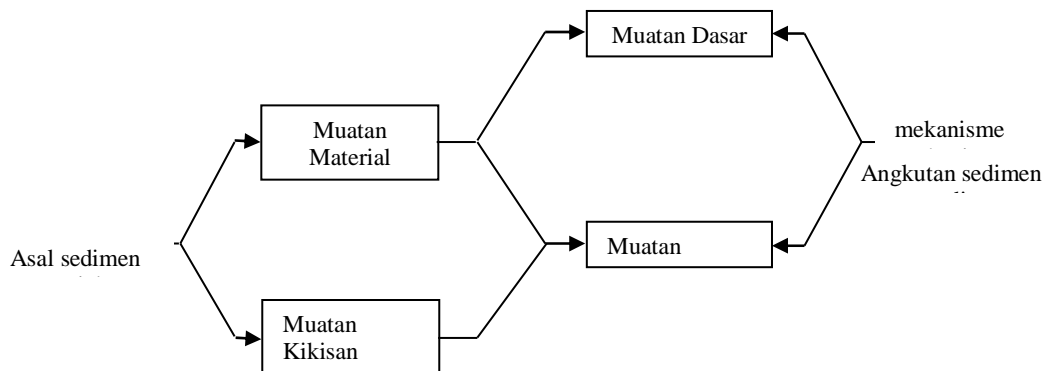 Muatan Dasar
Muatan
Material
mekanisme
Angkutan sedimen
Muatan
Asal sedimen
Muatan
Kikisan